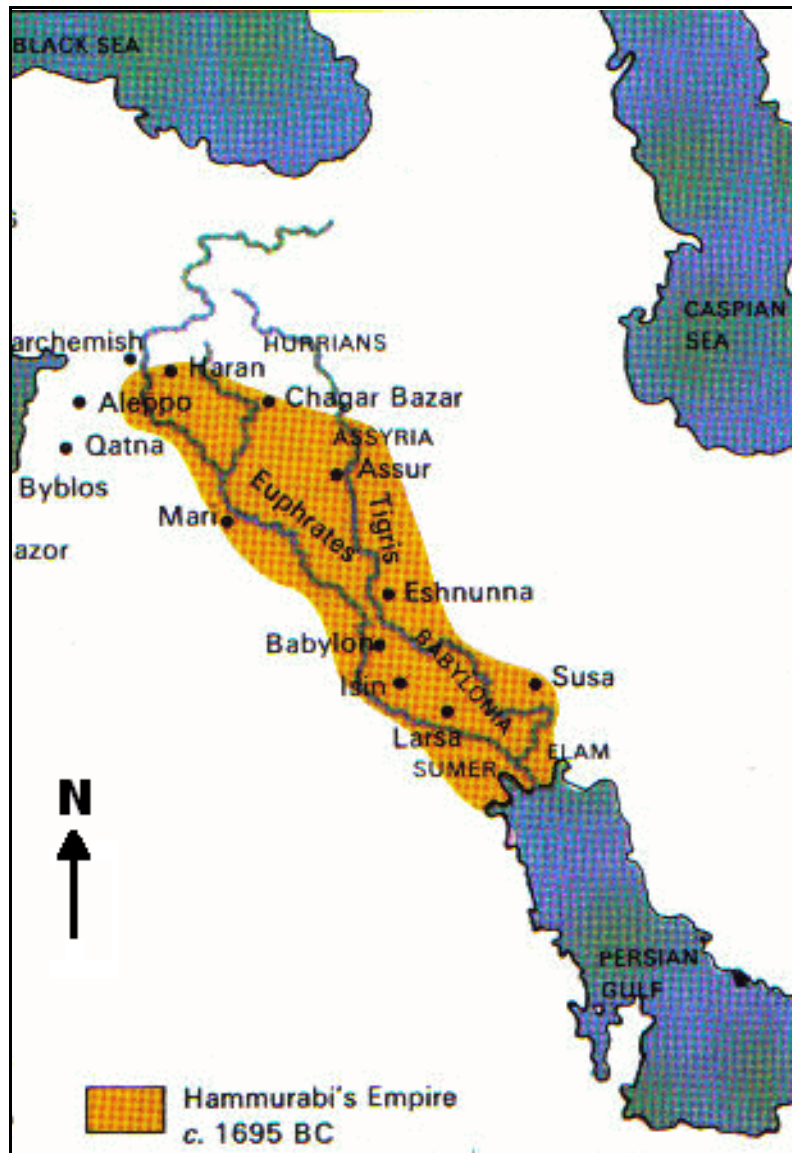 BLACK SEA
S
CASPIAN
SEA
HURRIANS
archemish
Haran
Aleppo
Chagar Bazar
ASSYRIA
Qatna
Assur
Byblos
Euphrates
Tigris
Mari
azor
Eshnunna
Babylon
BABYLONIA
Isin
Susa
Larsa
ELAM
SUMER
N
PERSIAN
GULF
Hammurabi's Empire
c. 1695 BC